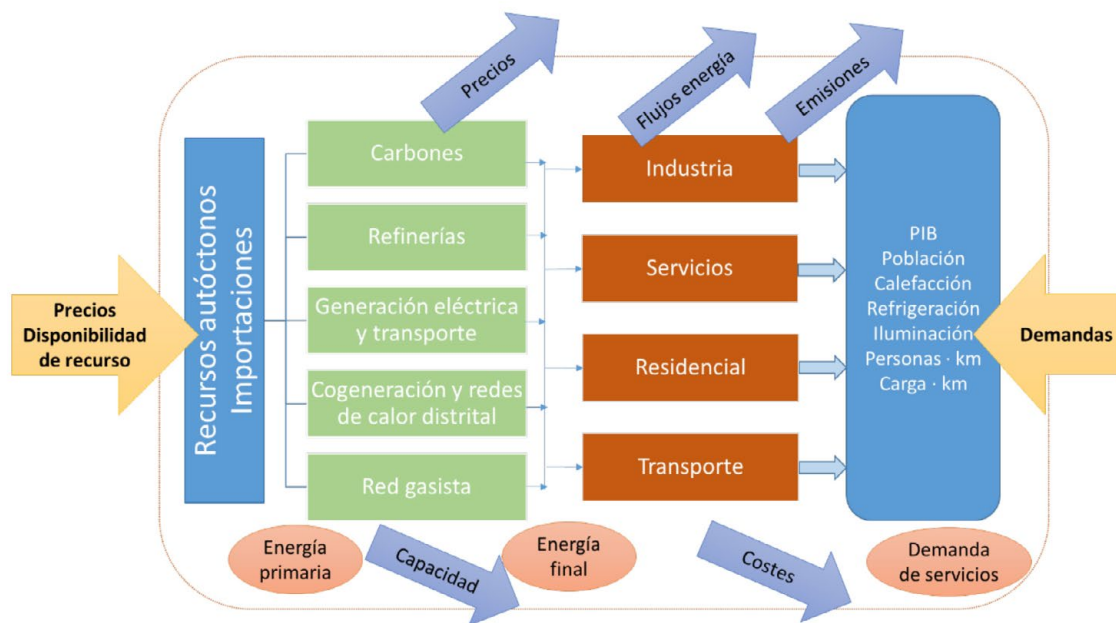 Precios
Flujos energía
Emisiones
Precios
Disponibilidad
de recurso
Recursos autóctonos
Importaciones
Carbones
Refinerías
Generación eléctrica
y transporte
Cogeneración y redes
de calor distrital
Red gasista
Industria
Servicios
Residencial
Transporte
PIB
Población
Calefacción
Refrigeración
Iluminación
Personas · km
Carga · km
Demandas
Energía
primaria
Capacidad
Energía
final
Costes
Demanda
de servicios